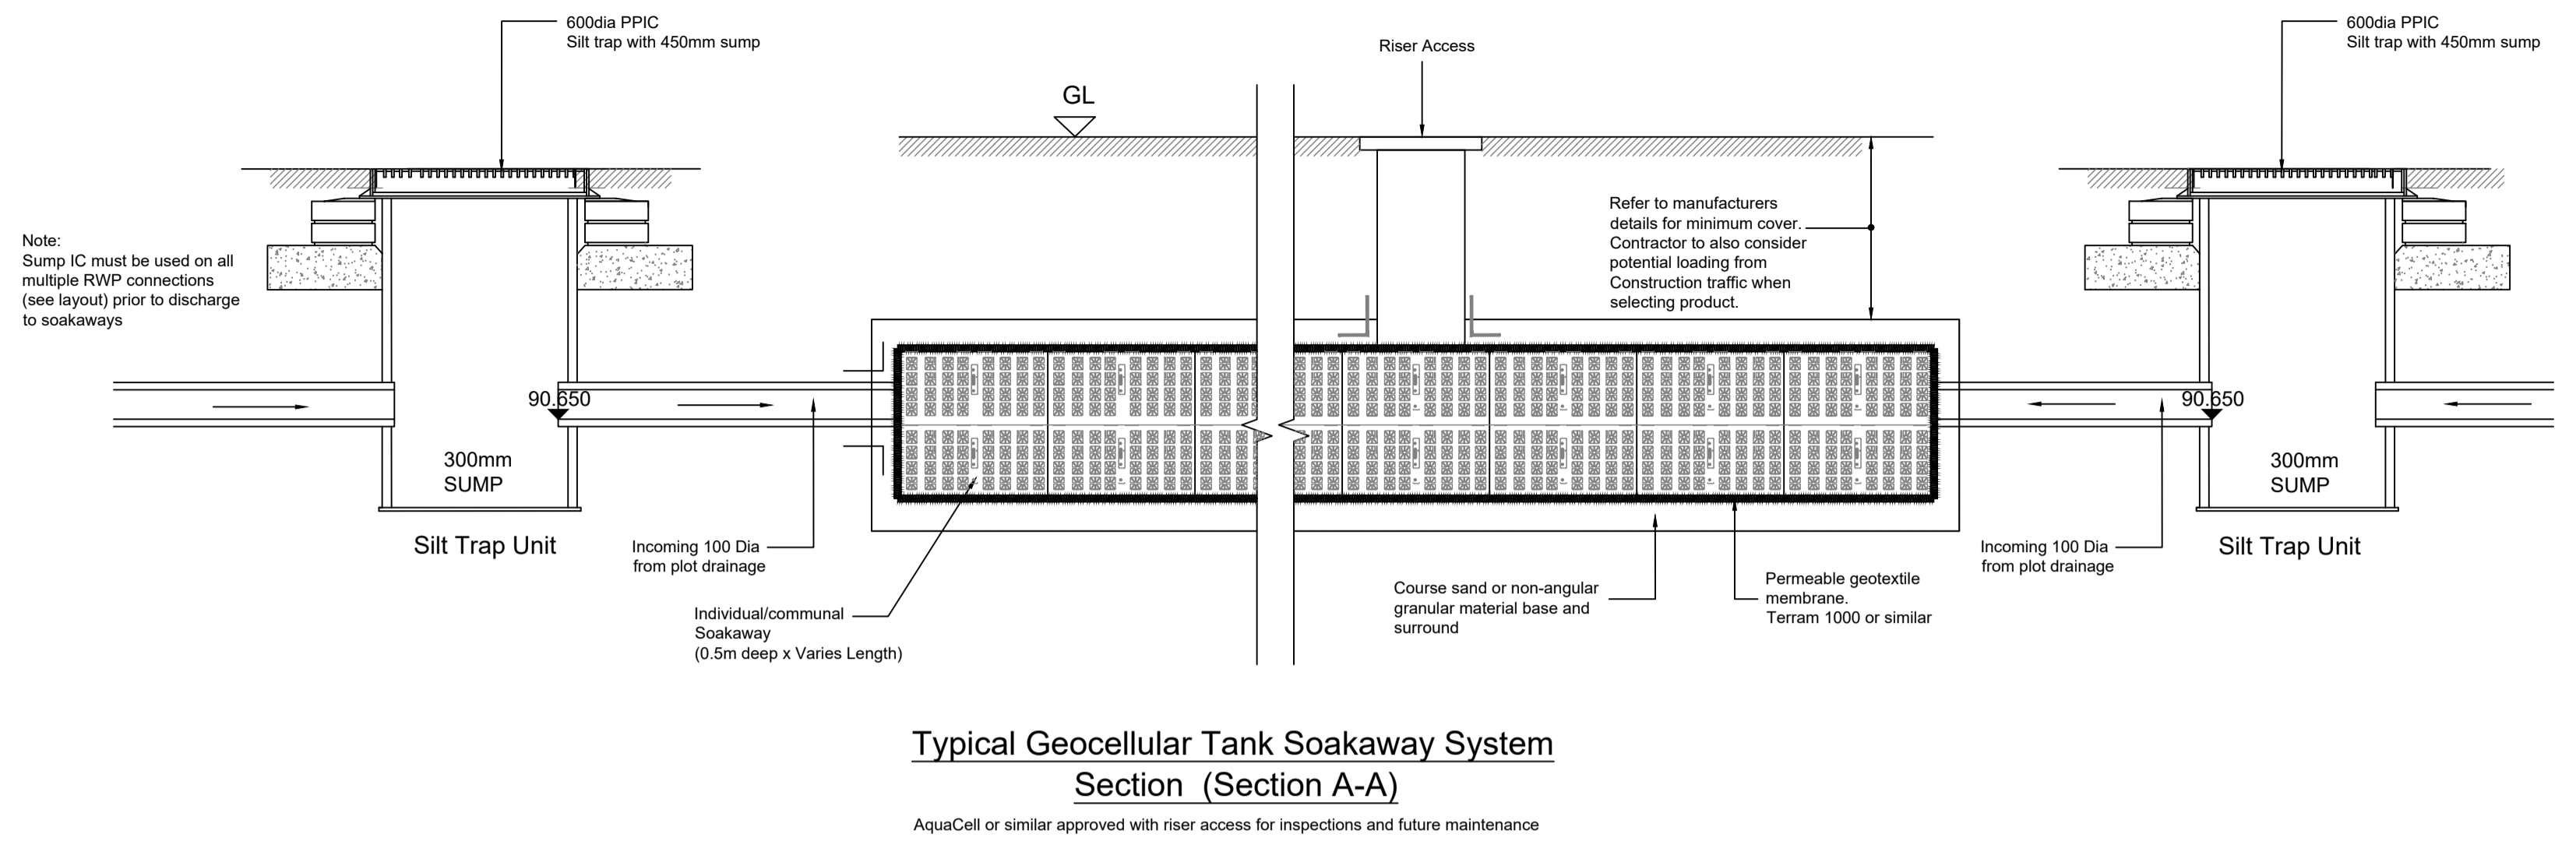 600dia PPIC
Silt trap with 450mm sump
Riser Access
600dia PPIC
Silt trap with 450mm sump
GL
Note:
Sump IC must be used on all
multiple RWP connections
(see layout) prior to discharge
to soakaways
Refer to manufacturers
details for minimum cover.
Contractor to also consider
potential loading from
Construction traffic when
selecting product.
90.650
90.650
300mm
SUMP
300mm
SUMP
Silt Trap Unit
Incoming 100 Dia
from plot drainage
Incoming 100 Dia
from plot drainage
Silt Trap Unit
Individual/communal
Soakaway
(0.5m deep x Varies Length)
Course sand or non-angular
granular material base and
surround
Permeable geotextile
membrane.
Terram 1000 or similar
Typical Geocellular Tank Soakaway System
Section (Section A-A)
AquaCell or similar approved with riser access for inspections and future maintenance